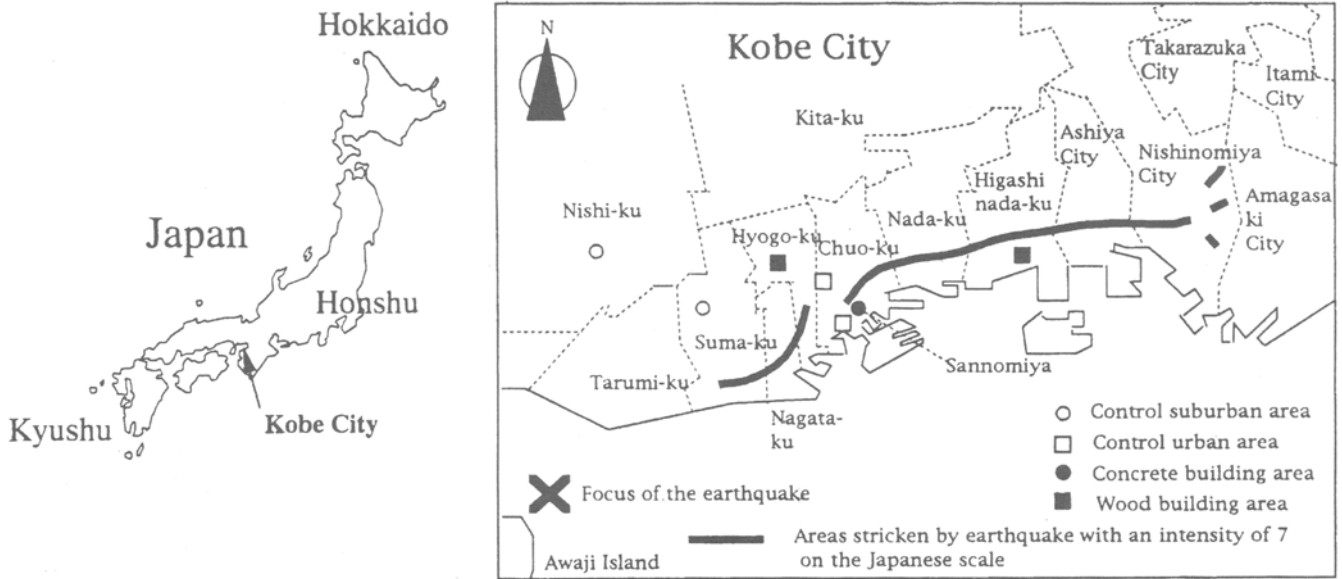 Hokkaido
Japan
Honshu
Kyushu
Kobe City
N
Kobe City
Takarazuka
City
Itami
City
Kita-ku
Ashiya
City
Nishinomiya
City
Higashi
nada-ku
Amagasa
ki
City
Nishi-ku
Nada-ku
Hyogo-ku
Chuo-ku
Suma-ku
Sannomiya
Tarumi-ku
Nagata-
ku
Control suburban area
Control urban area
Concrete building area
Wood building area
Focus of the earthquake
Areas stricken by earthquake with an intensity of 7
on the Japanese scale
Awaji Island